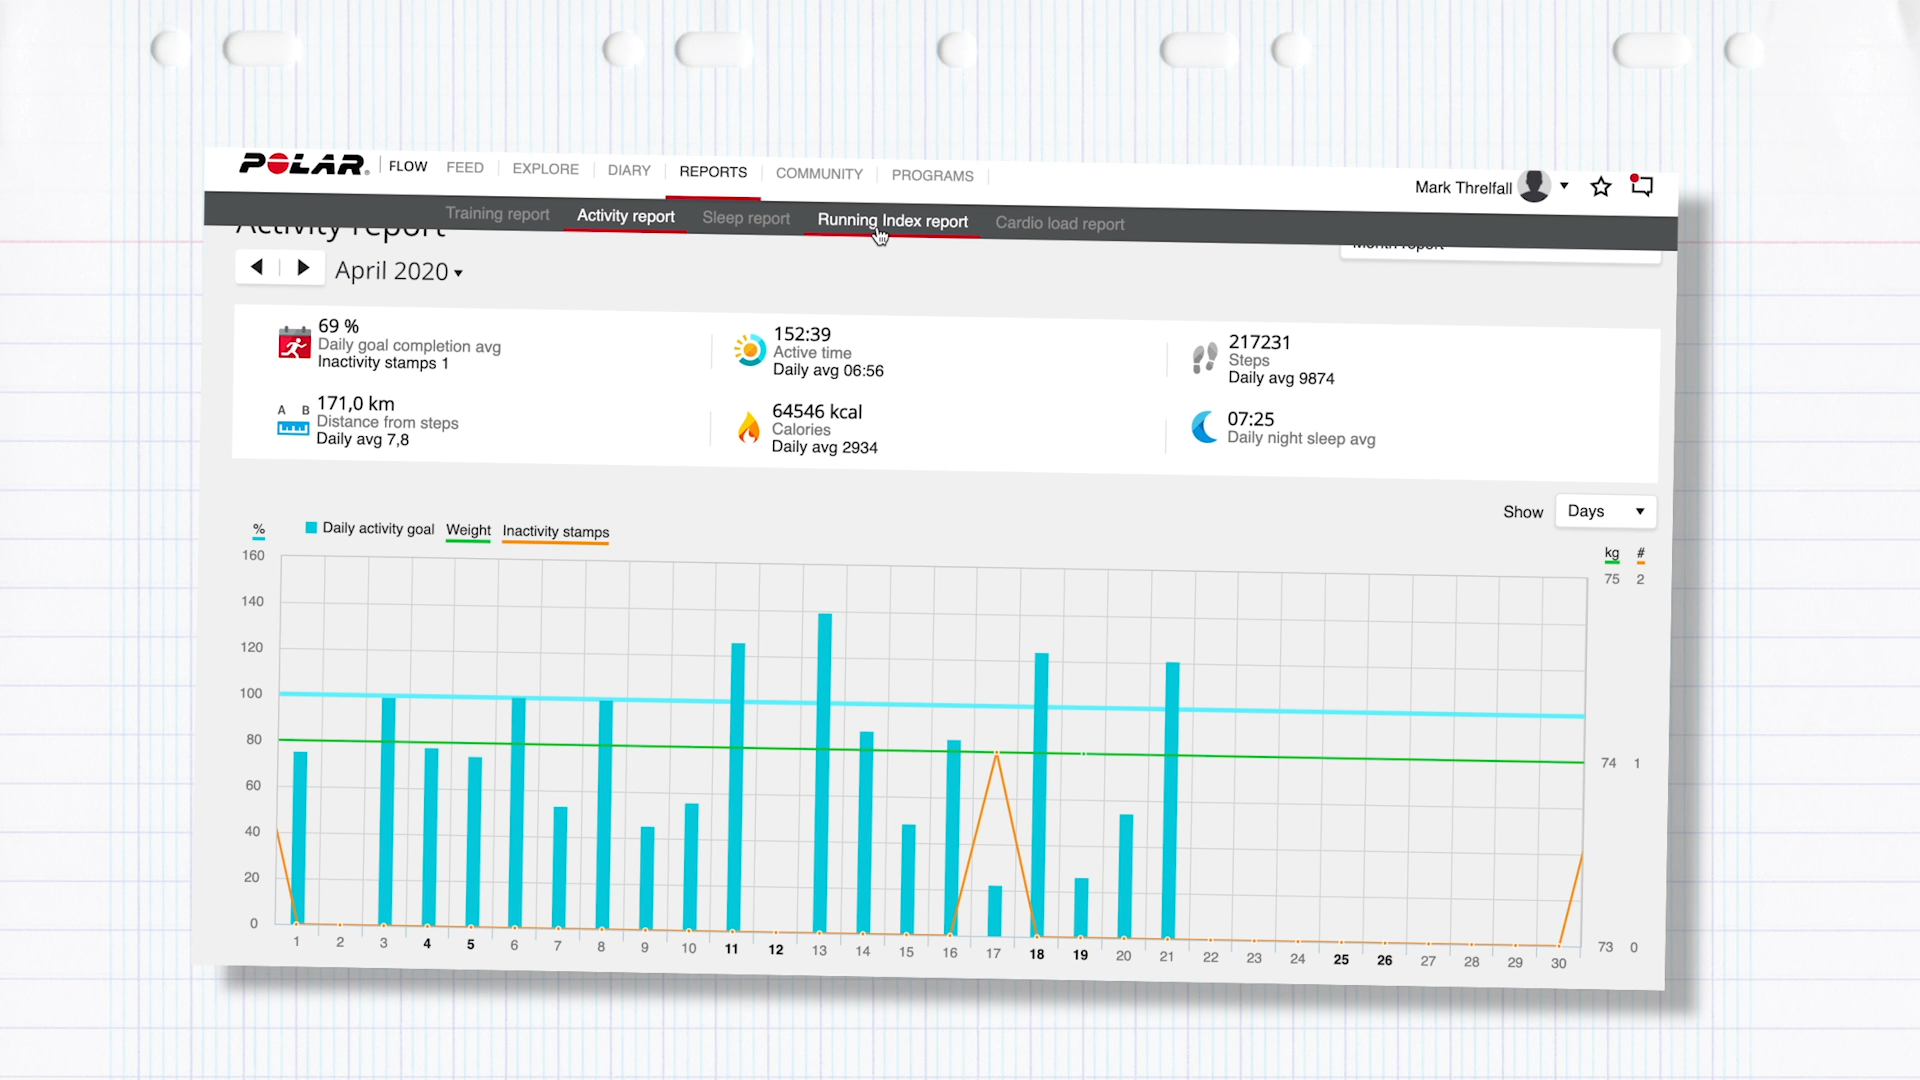 POLAR. FLOW FEED EXPLORE DIARY REPORTS COMMUNITY PROGRAMS Mark Threlfall
Training report Activity report Sleep report Running Index report Cardio load report
Activity report
Month report
April 2020
69 %
Daily goal completion avg
Inactivity stamps 1
152:39
Active time
Daily avg 06:56
217231
Steps
Daily avg 9874
A B
171,0 km
Distance from steps
Daily avg 7,8
64546 kcal
Calories
Daily avg 2934
07:25
Daily night sleep avg
Show Days
% Daily activity goal Weight Inactivity stamps
kg #
160
140
120
100
80
60
40
20
0
75 2
74 1
73 0
1 2 3 4 5 6 7 8 9 10 11 12 13 14 15 16 17 18 19 20 21 22 23 24 25 26 27 28 29 30